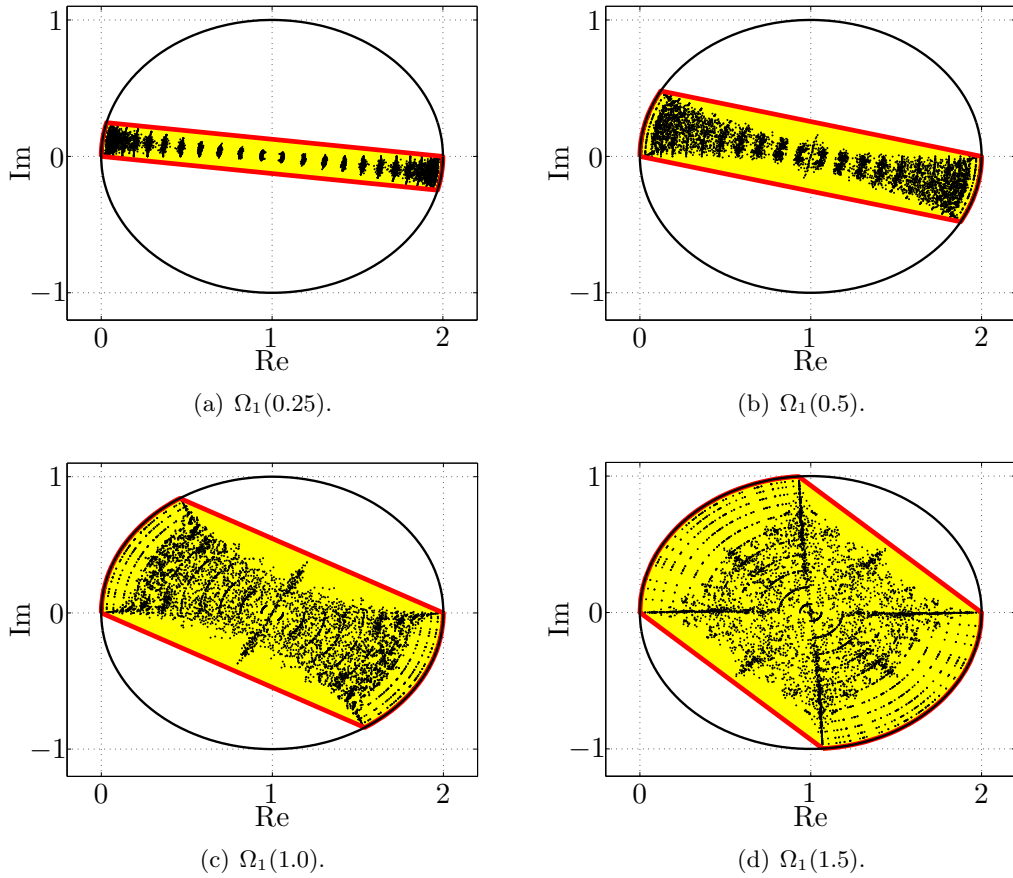 1
0
−1
Im
0 1 2
Re
(a) Ω₁(0.25).
1
0
−1
Im
0 1 2
Re
(b) Ω₁(0.5).
1
0
−1
Im
0 1 2
Re
(c) Ω₁(1.0).
1
0
−1
Im
0 1 2
Re
(d) Ω₁(1.5).